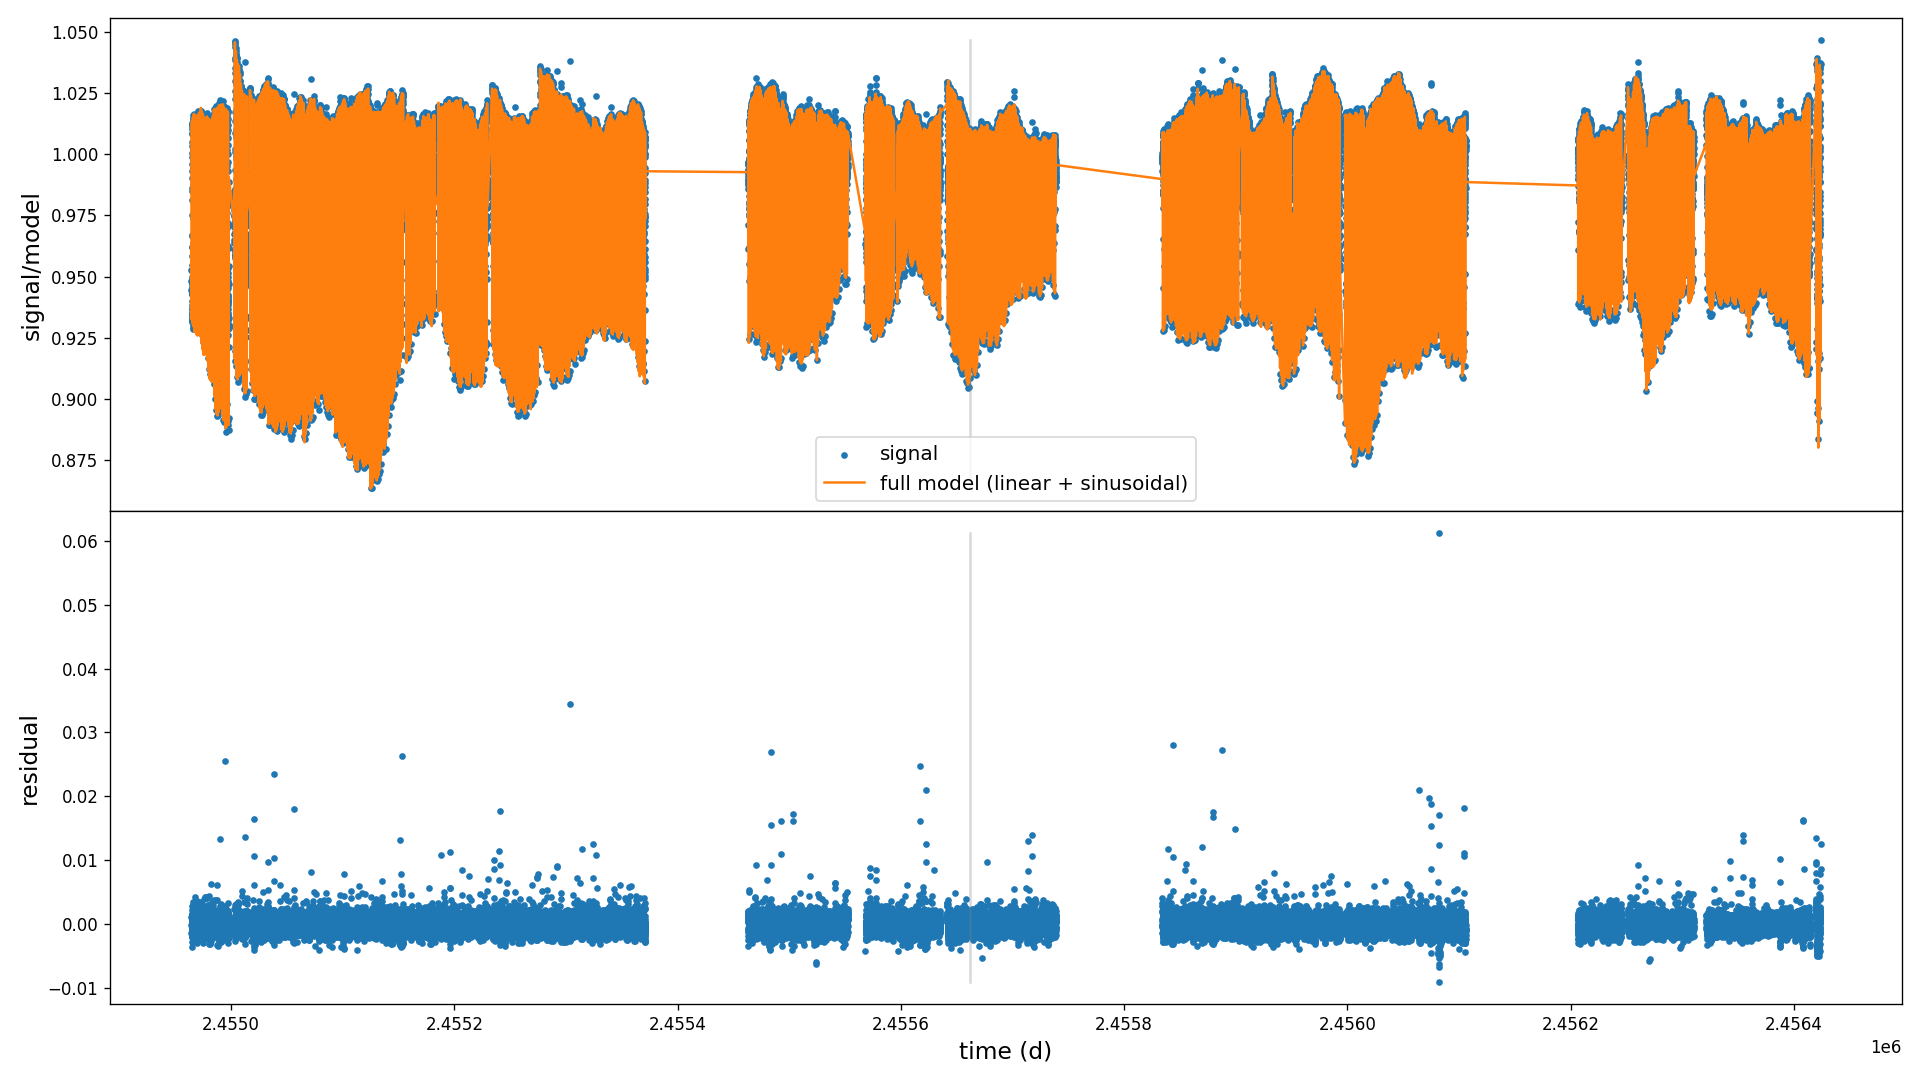 1.050
1.025
1.000
0.975
0.950
0.925
0.900
0.875
signal/model
signal
full model (linear + sinusoidal)
0.06
0.05
0.04
0.03
0.02
0.01
0.00
−0.01
residual
2.4550 2.4552 2.4554 2.4556 2.4558 2.4560 2.4562 2.4564
1e6
time (d)